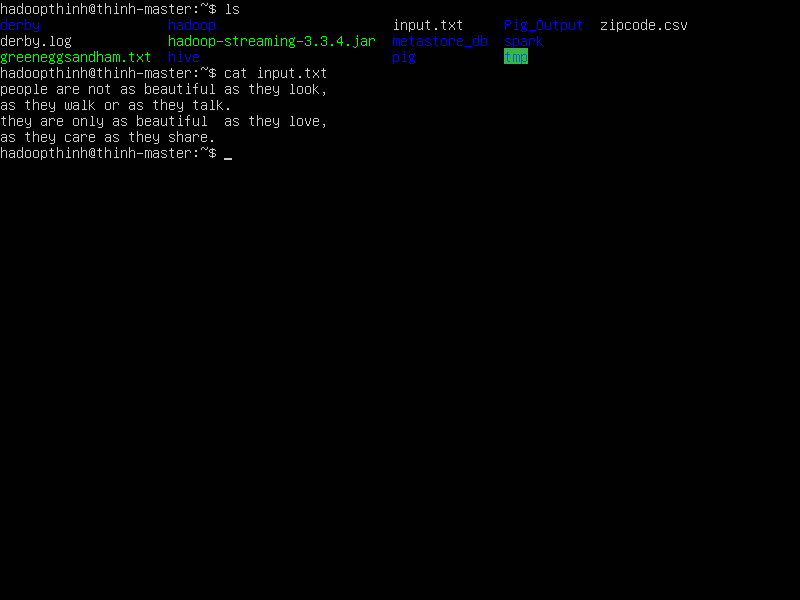 hadoopthinh@thinh-master:~$ ls
derby hadoop input.txt Pig_Output zipcode.csv
derby.log hadoop-streaming-3.3.4.jar metastore_db spark
greeneggsandham.txt hive pig tmp
hadoopthinh@thinh-master:~$ cat input.txt
people are not as beautiful as they look,
as they walk or as they talk.
they are only as beautiful  as they love,
as they care as they share.
hadoopthinh@thinh-master:~$ _